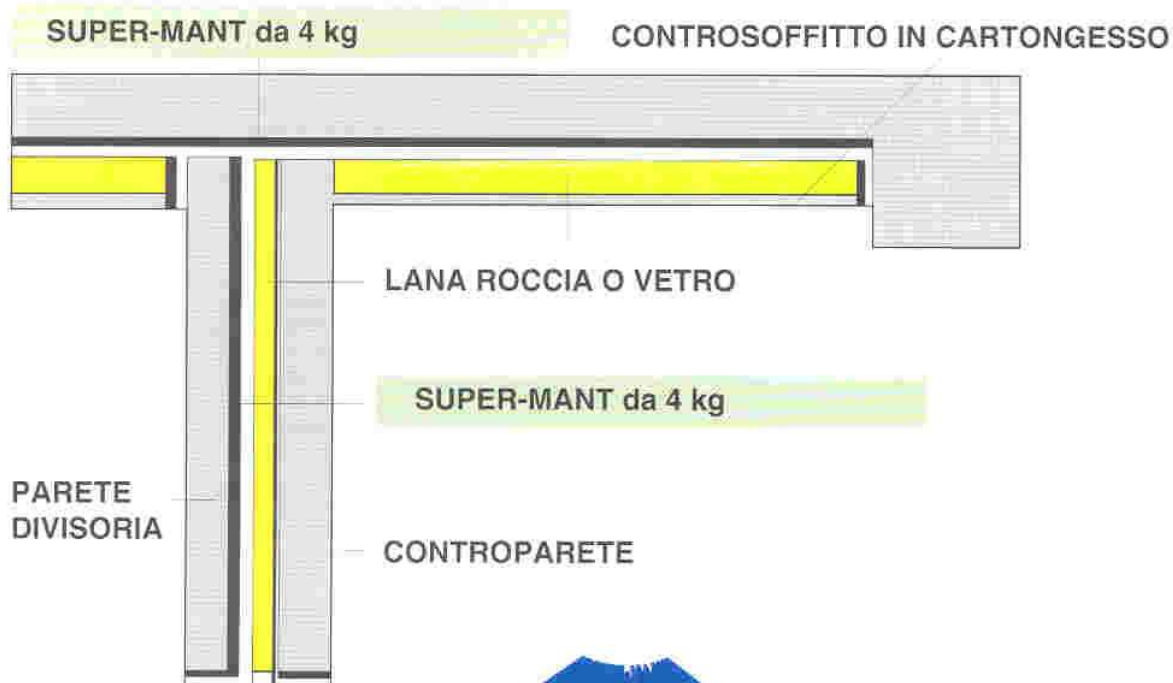 SUPER-MANT da 4 kg
CONTROSOFFITTO IN CARTONGESSO
LANA ROCCIA O VETRO
SUPER-MANT da 4 kg
PARETE
DIVISORIA
CONTROPARETE